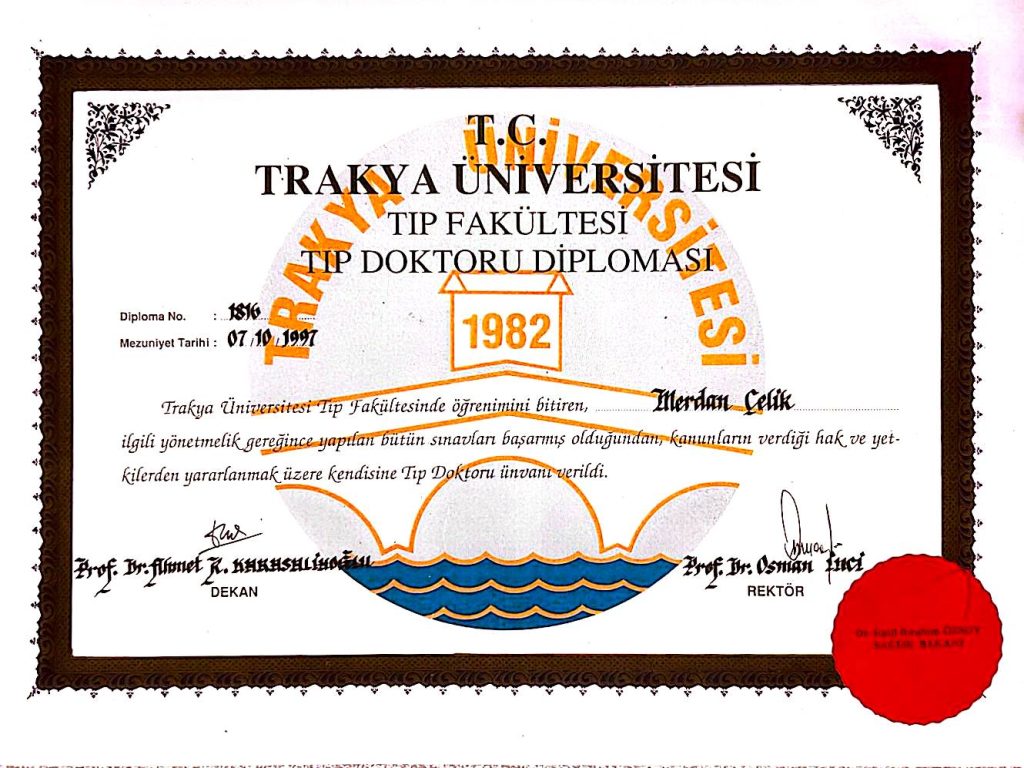 T.C.
TRAKYA ÜNİVERSİTESİ
TRAKYA ÜNİVERSİTESİ
TIP FAKÜLTESİ
TIP DOKTORU DİPLOMASI
1982
Diploma No. : 1816
Mezuniyet Tarihi : 07/10/1997
Trakya Üniversitesi Tıp Fakültesinde öğrenimini bitiren, Merdan Çelik
ilgili yönetmelik gereğince yapılan bütün sınavları başarmış olduğundan, kanunların verdiği hak ve yet-
kilerden yararlanmak üzere kendisine Tıp Doktoru ünvanı verildi.
Prof. Dr. Ahmet K.
Prof. Dr. Osman İnci
DEKAN
REKTÖR
SAĞLIK BAKANI